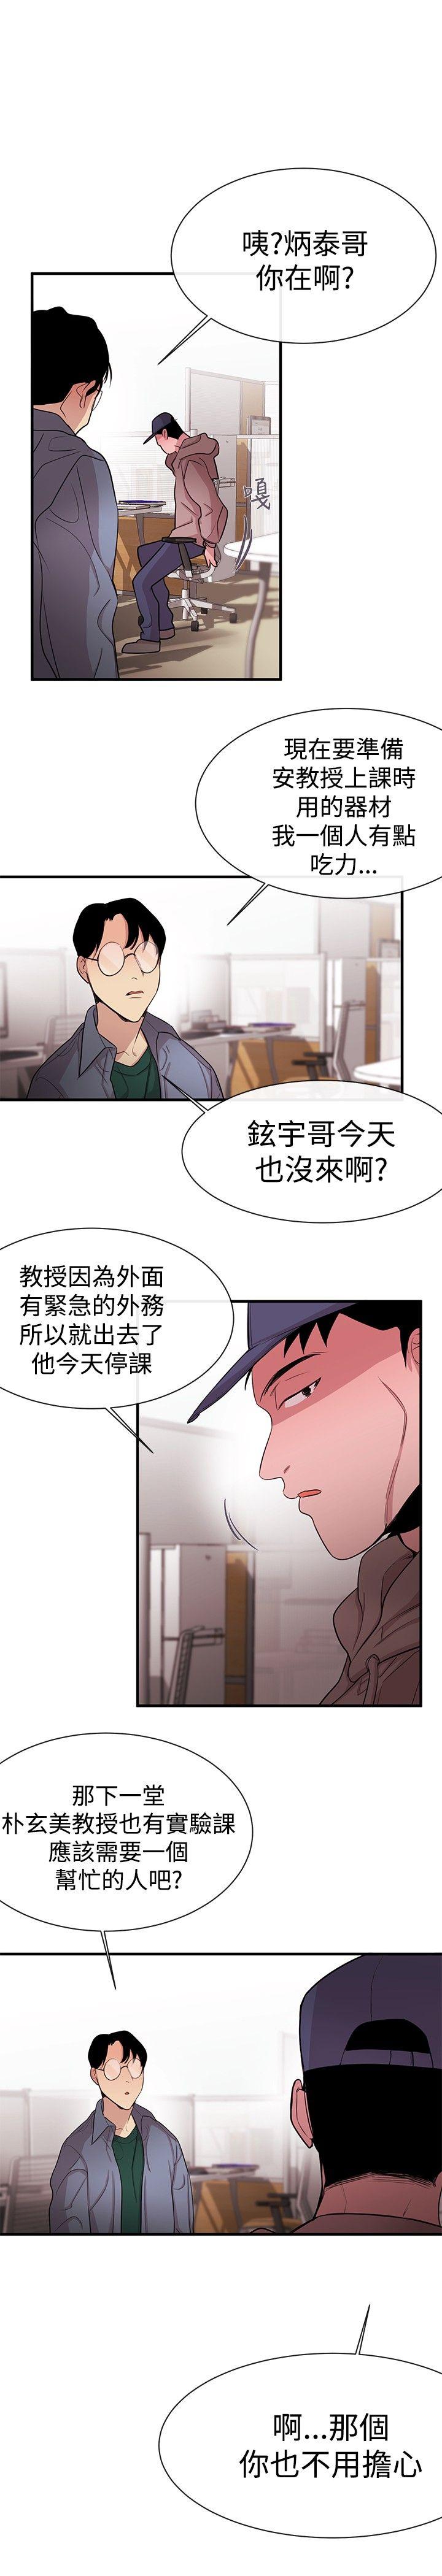 咦?炳泰哥
你在啊?
嘎
現在要準備
安教授上課時
用的器材
我一個人有點
吃力...
鉉宇哥今天
也沒來啊?
教授因為外面
有緊急的外務
所以就出去了
他今天停課
那下一堂
朴玄美教授也有實驗課
應該需要一個
幫忙的人吧?
啊...那個
你也不用擔心